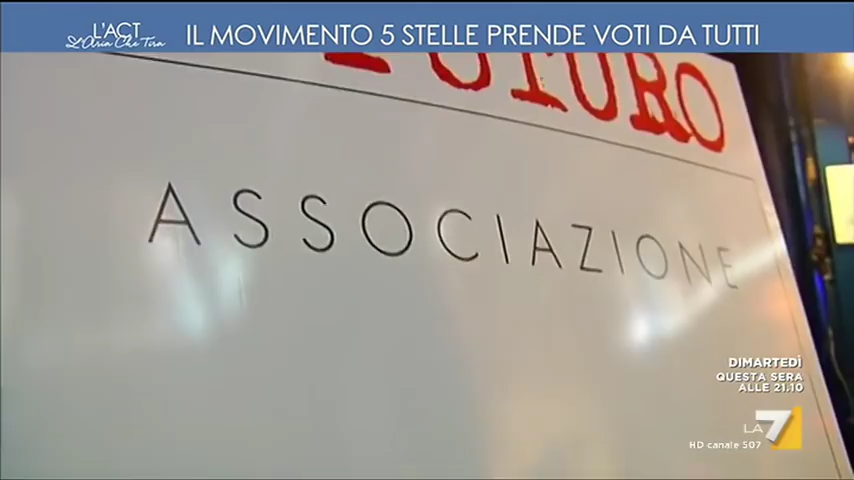 L'ACT
L'Aria Che Tira
IL MOVIMENTO 5 STELLE PRENDE VOTI DA TUTTI
UTURO
ASSOCIAZIONE
DIMARTEDÌ
QUESTA SERA
ALLE 21.10
LA7
HD canale 507